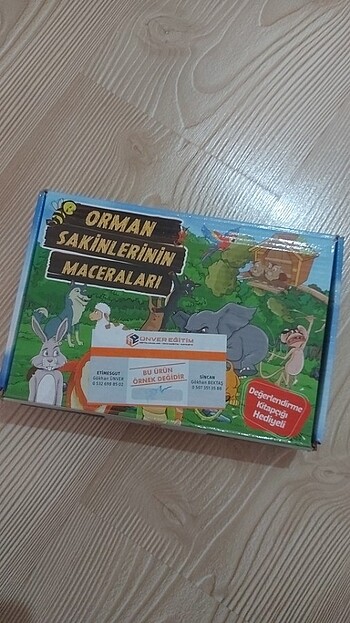 ORMAN
SAKİNLERİNİN
MACERALARI
ÜNVER EĞİTİM
ETİMESGUT
Gökhan ÜNVER
BU ÜRÜN
ÖRNEK DEĞİDİR
SİNCAN
Gökhan BEKTAŞ
Değerlendirme
Kitapçığı
Hediyeli